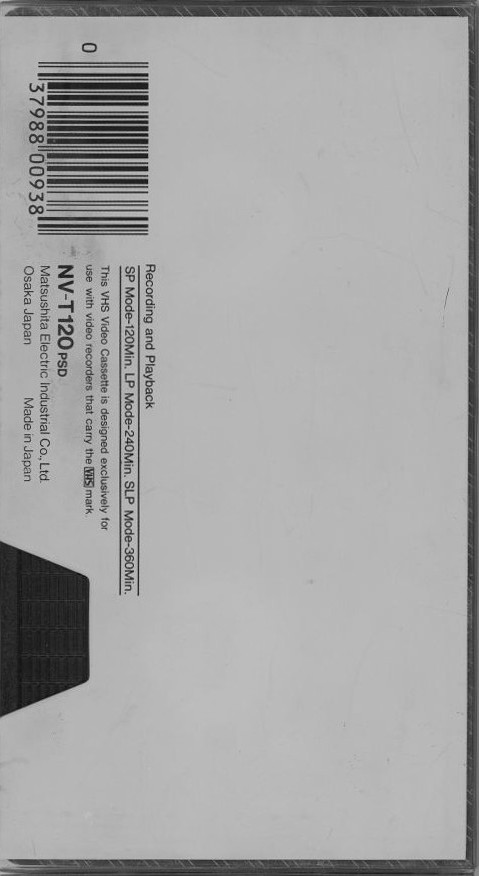 0
37988 00938
Recording and Playback
SP Mode-120Min. LP Mode-240Min. SLP Mode-360Min.
This VHS Video Cassette is designed exclusively for
use with video recorders that carry the VHS mark.
NV-T120 PSD
Matsushita Electric Industrial Co., Ltd.
Osaka Japan Made in Japan